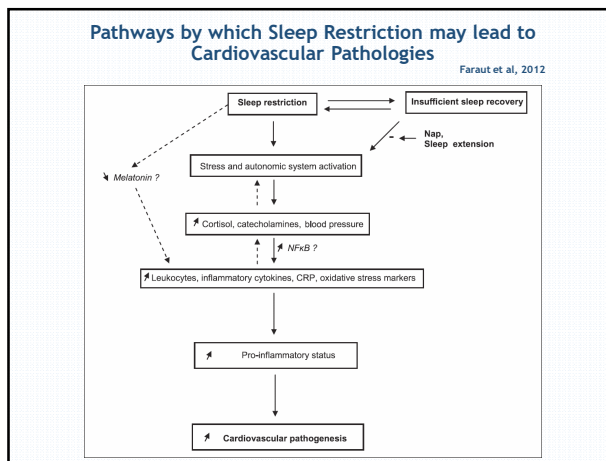 Pathways by which Sleep Restriction may lead to
Cardiovascular Pathologies
Faraut et al, 2012
Sleep restriction
Insufficient sleep recovery
- Nap,
Sleep extension
Stress and autonomic system activation
Melatonin ?
Cortisol, catecholamines, blood pressure
NFκB ?
Leukocytes, inflammatory cytokines, CRP, oxidative stress markers
Pro-inflammatory status
Cardiovascular pathogenesis